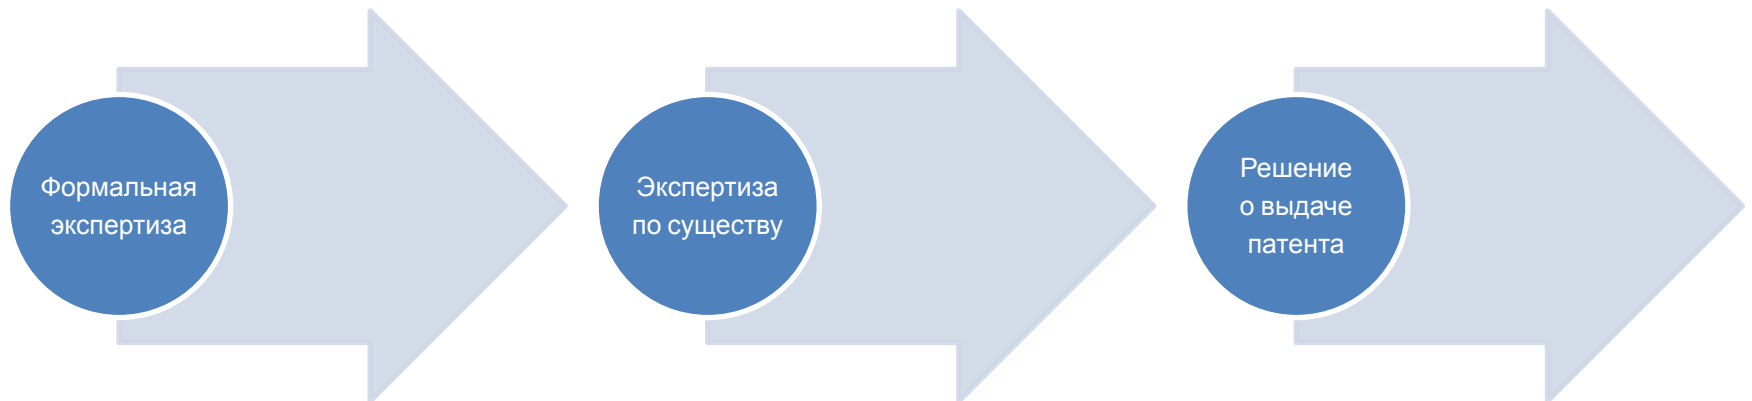 Формальная
экспертиза
Экспертиза
по существу
Решение
о выдаче
патента